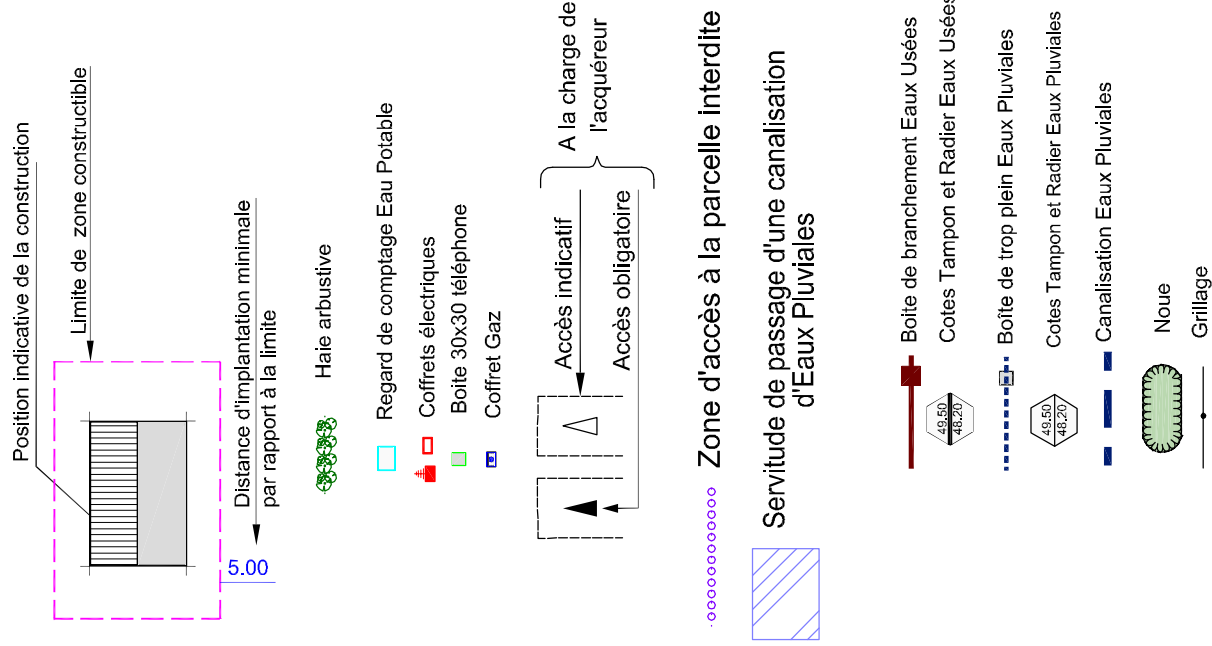 Position indicative de la construction
Limite de zone constructible
5.00
Distance d'implantation minimale
par rapport à la limite
Haie arbustive
Regard de comptage Eau Potable
Coffrets électriques
Boite 30x30 téléphone
Coffret Gaz
Accès indicatif
Accès obligatoire
A la charge de
l'acquéreur
Zone d'accès à la parcelle interdite
Servitude de passage d'une canalisation
d'Eaux Pluviales
Boite de branchement Eaux Usées
49.50
48.20
Cotes Tampon et Radier Eaux Usées
Boîte de trop plein Eaux Pluviales
49.50
48.20
Cotes Tampon et Radier Eaux Pluviales
Canalisation Eaux Pluviales
Noue
Grillage